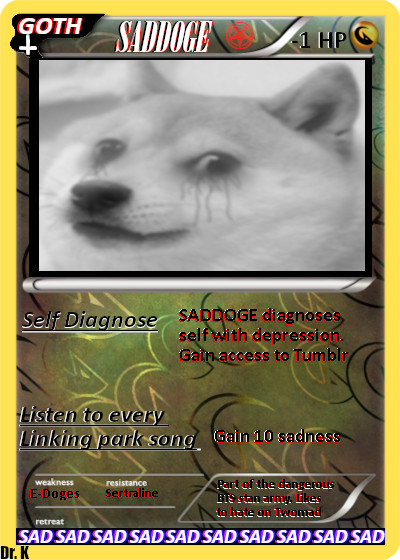 GOTH
+
SADDOGE
-1 HP
Self Diagnose
SADDOGE diagnoses
self with depression.
Gain access to Tumblr
Listen to every
Linking park song
Gain 10 sadness
weakness
E-Doges
resistance
Sertraline
retreat
Part of the dangerous
BTS stan army, likes
to hate on Twomad
SAD SAD SAD SAD SAD SAD SAD SAD SAD SAD
Dr. K